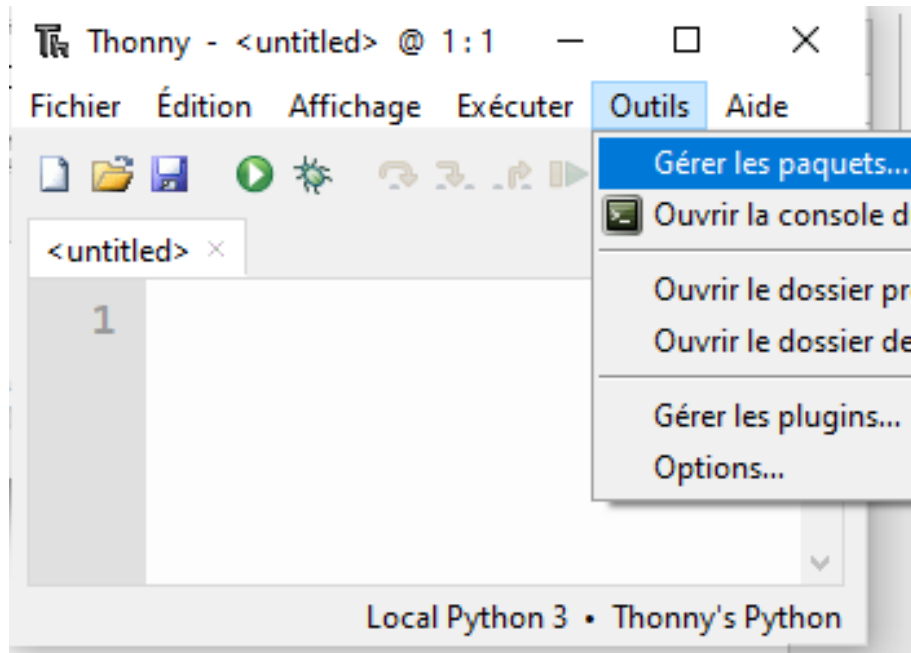 Thonny - <untitled> @ 1:1
Fichier Édition Affichage Exécuter Outils Aide
Gérer les paquets...
Ouvrir la console
<untitled>
Ouvrir le dossier
1
Ouvrir le dossier de
Gérer les plugins...
Options...
Local Python 3 • Thonny's Python